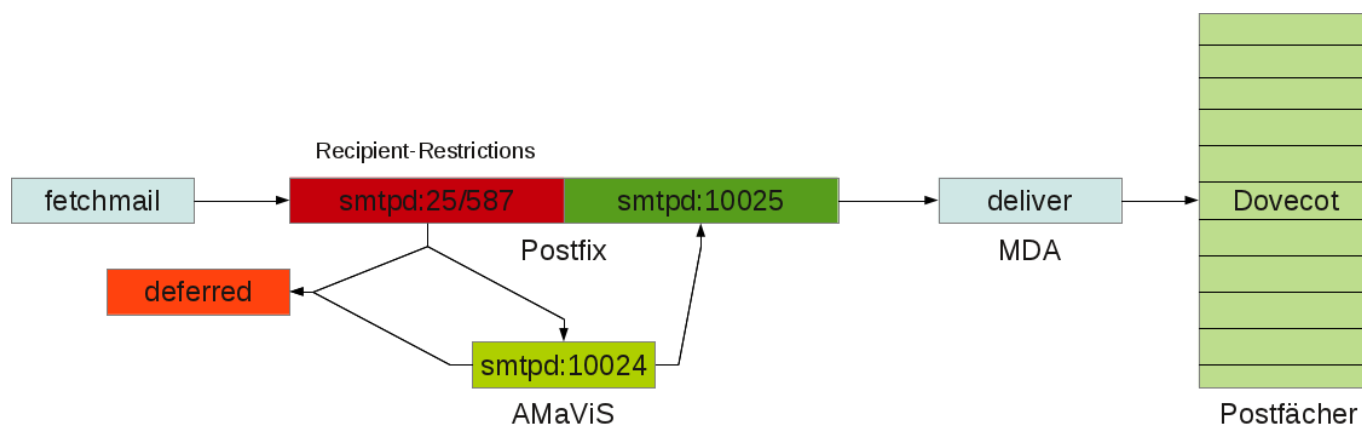 Recipient-Restrictions
fetchmail
smtpd:25/587
smtpd:10025
deliver
Dovecot
Postfix
MDA
deferred
smtpd:10024
AMaViS
Postfächer